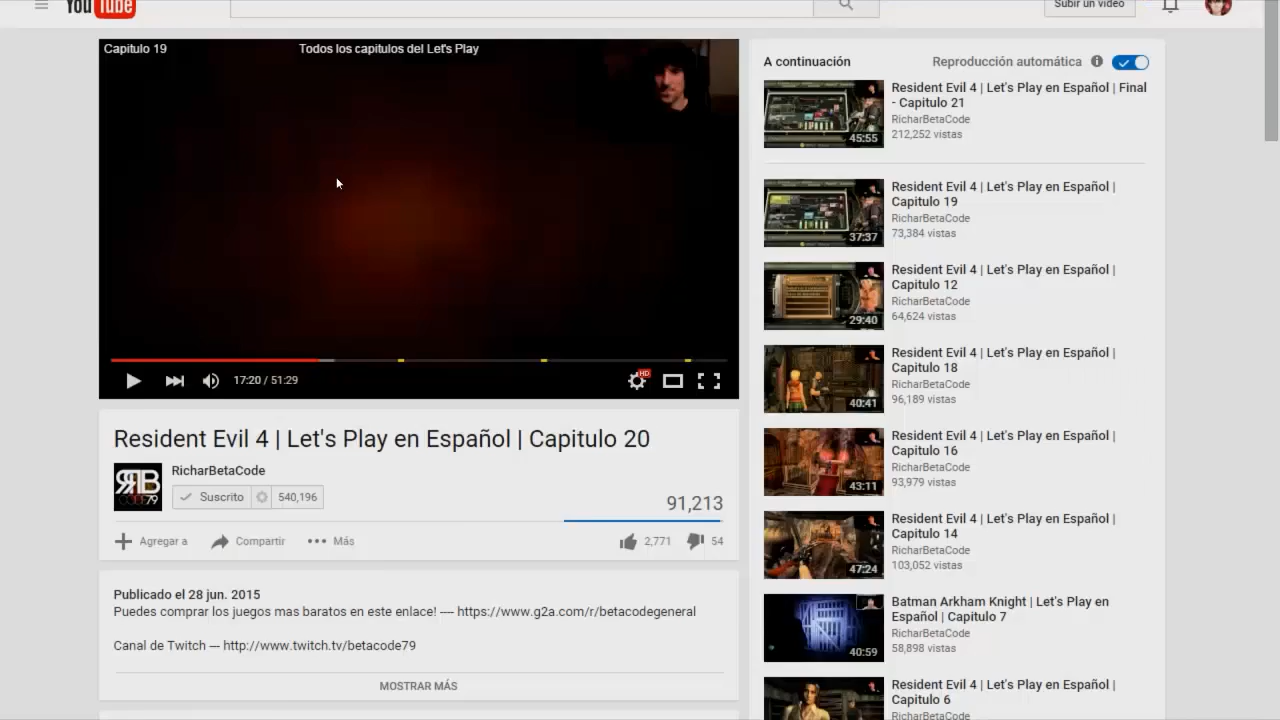 YouTube
Subir un video
Capitulo 19
Todos los capitulos del Let's Play
17:20 / 51:29
HD
Resident Evil 4 | Let's Play en Español | Capitulo 20
RicharBetaCode
Suscrito
540,196
91,213
Agregar a
Compartir
Más
2,771
54
Publicado el 28 jun. 2015
Puedes comprar los juegos mas baratos en este enlace! --- https://www.g2a.com/r/betacodegeneral
Canal de Twitch --- http://www.twitch.tv/betacode79
MOSTRAR MÁS
A continuación
Reproducción automática
45:55
Resident Evil 4 | Let's Play en Español | Final
- Capitulo 21
RicharBetaCode
212,252 vistas
37:37
Resident Evil 4 | Let's Play en Español |
Capitulo 19
RicharBetaCode
73,384 vistas
29:40
Resident Evil 4 | Let's Play en Español |
Capitulo 12
RicharBetaCode
64,624 vistas
40:41
Resident Evil 4 | Let's Play en Español |
Capitulo 18
RicharBetaCode
96,189 vistas
43:11
Resident Evil 4 | Let's Play en Español |
Capitulo 16
RicharBetaCode
93,979 vistas
47:24
Resident Evil 4 | Let's Play en Español |
Capitulo 14
RicharBetaCode
103,052 vistas
40:59
Batman Arkham Knight | Let's Play en
Español | Capitulo 7
RicharBetaCode
58,898 vistas
Resident Evil 4 | Let's Play en Español |
Capitulo 6
RicharBetaCode